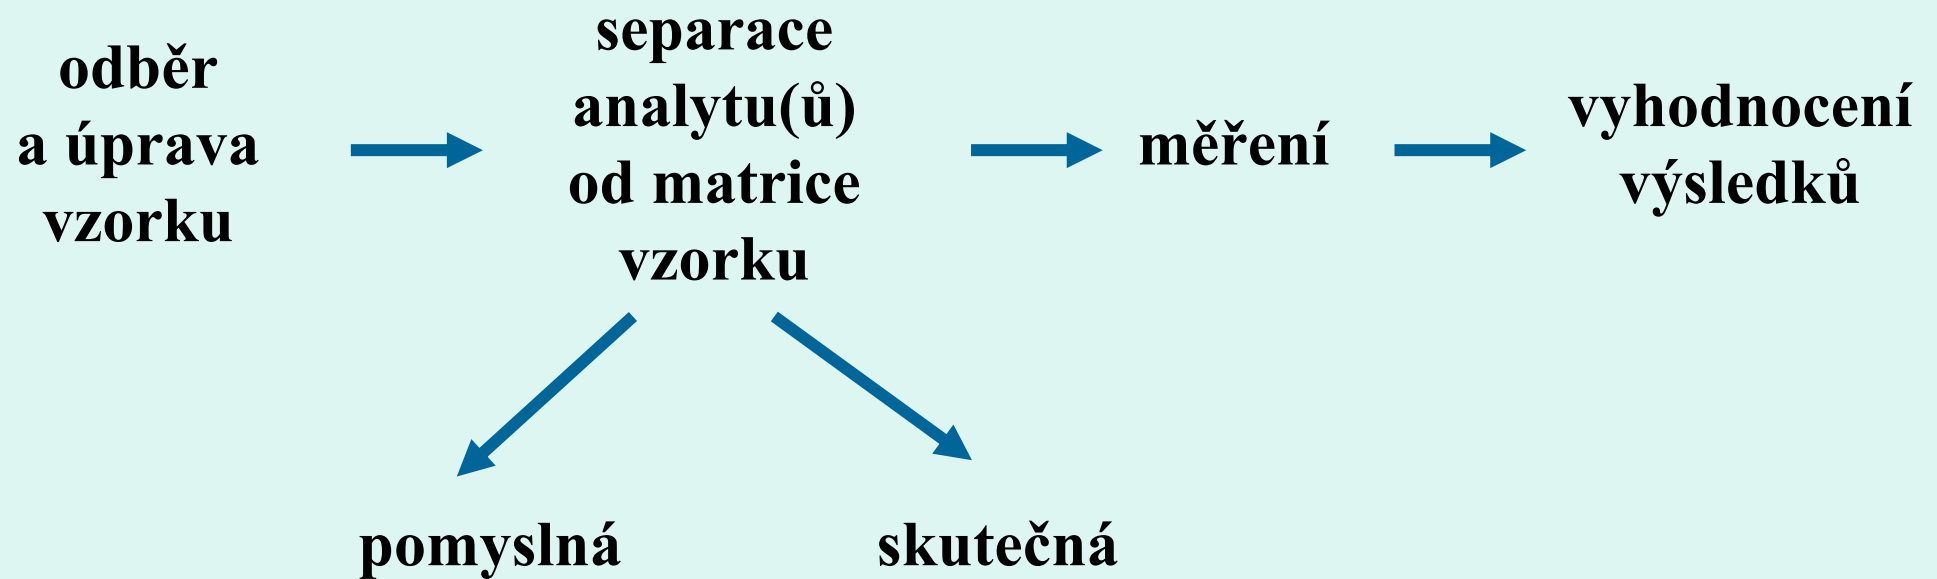 odběr
a úprava
vzorku
separace
analytu(ů)
od matrice
vzorku
měření
vyhodnocení
výsledků
pomyslná
skutečná